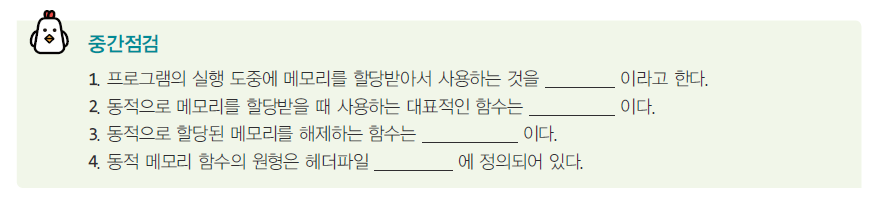 중간점검
1. 프로그램의 실행 도중에 메모리를 할당받아서 사용하는 것을 ________ 이라고 한다.
2. 동적으로 메모리를 할당받을 때 사용하는 대표적인 함수는 __________ 이다.
3. 동적으로 할당된 메모리를 해제하는 함수는 ___________ 이다.
4. 동적 메모리 함수의 원형은 헤더파일 _________ 에 정의되어 있다.